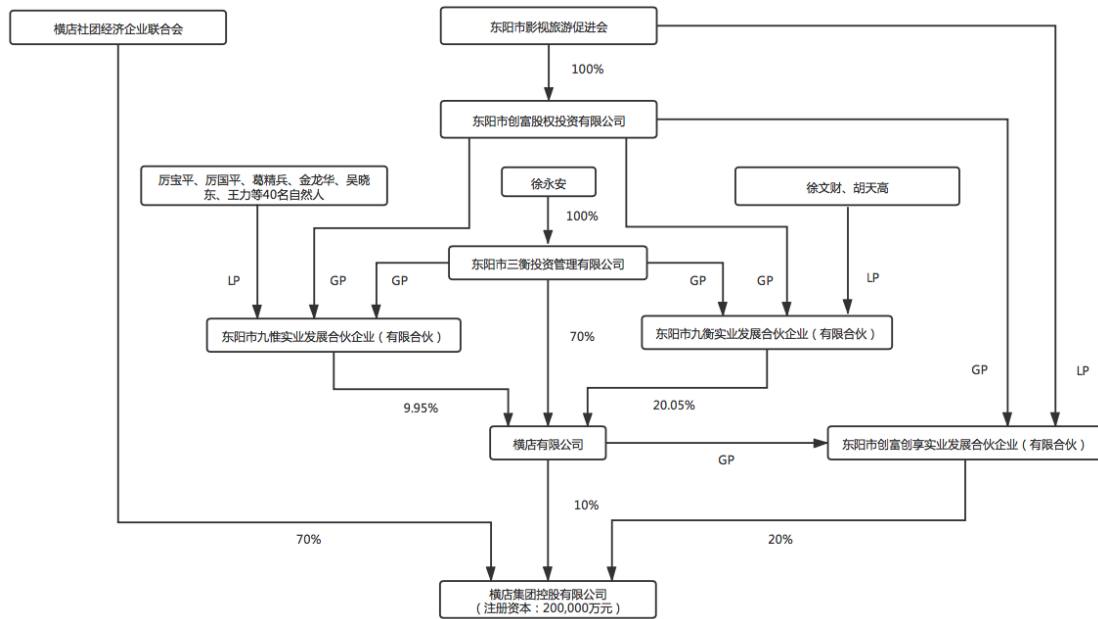 横店社团经济企业联合会
东阳市影视旅游促进会
100%
东阳市创富股权投资有限公司
厉宝平、厉国平、葛精兵、金龙华、吴晓
东、王力等40名自然人
徐永安
徐文财、胡天高
100%
东阳市三衡投资管理有限公司
LP
GP
GP
GP
GP
LP
东阳市九惟实业发展合伙企业（有限合伙）
东阳市九衡实业发展合伙企业（有限合伙）
70%
GP
LP
9.95%
20.05%
横店有限公司
GP
东阳市创富创享实业发展合伙企业（有限合伙）
10%
70%
20%
横店集团控股有限公司
（注册资本：200,000万元）